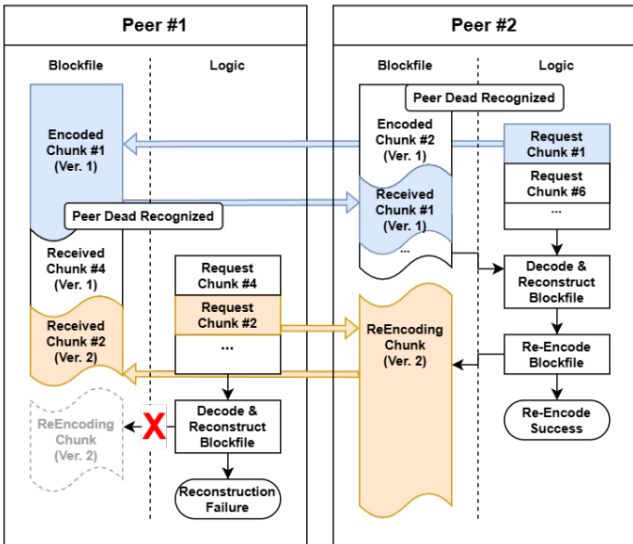 Peer #1
Blockfile
Logic
Encoded
Chunk #1
(Ver. 1)
Peer Dead Recognized
Received
Chunk #4
(Ver. 1)
Received
Chunk #2
(Ver. 2)
ReEncoding
Chunk
(Ver. 2)
Request
Chunk #4
Request
Chunk #2
...
Decode &
Reconstruct
Blockfile
X
Reconstruction
Failure
Peer #2
Blockfile
Logic
Peer Dead Recognized
Encoded
Chunk #2
(Ver. 1)
Received
Chunk #1
(Ver. 1)
...
ReEncoding
Chunk
(Ver. 2)
Request
Chunk #1
Request
Chunk #6
...
Decode &
Reconstruct
Blockfile
Re-Encode
Blockfile
Re-Encode
Success